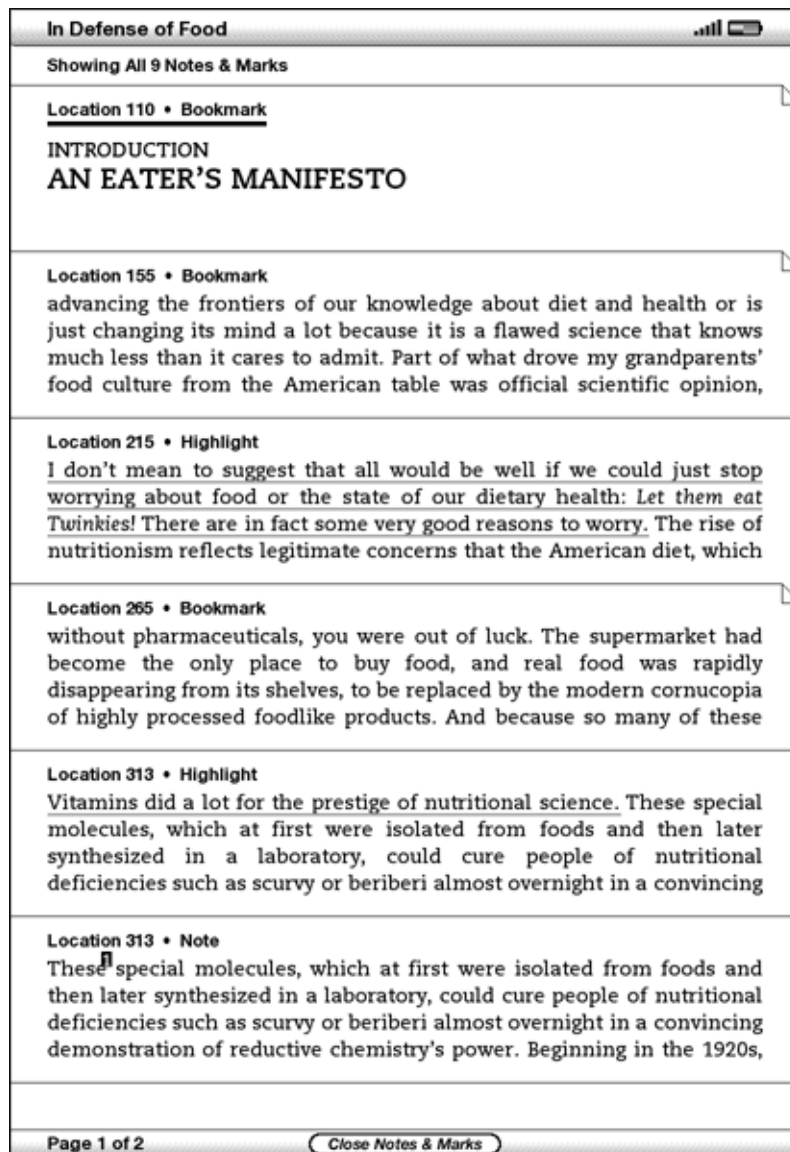 In Defense of Food
Showing All 9 Notes & Marks
Location 110 • Bookmark
INTRODUCTION
AN EATER'S MANIFESTO
Location 155 • Bookmark
advancing the frontiers of our knowledge about diet and health or is
just changing its mind a lot because it is a flawed science that knows
much less than it cares to admit. Part of what drove my grandparents'
food culture from the American table was official scientific opinion,
Location 215 • Highlight
I don't mean to suggest that all would be well if we could just stop
worrying about food or the state of our dietary health: Let them eat
Twinkies! There are in fact some very good reasons to worry. The rise of
nutritionism reflects legitimate concerns that the American diet, which
Location 265 • Bookmark
without pharmaceuticals, you were out of luck. The supermarket had
become the only place to buy food, and real food was rapidly
disappearing from its shelves, to be replaced by the modern cornucopia
of highly processed foodlike products. And because so many of these
Location 313 • Highlight
Vitamins did a lot for the prestige of nutritional science. These special
molecules, which at first were isolated from foods and then later
synthesized in a laboratory, could cure people of nutritional
deficiencies such as scurvy or beriberi almost overnight in a convincing
Location 313 • Note
These 1 special molecules, which at first were isolated from foods and
then later synthesized in a laboratory, could cure people of nutritional
deficiencies such as scurvy or beriberi almost overnight in a convincing
demonstration of reductive chemistry's power. Beginning in the 1920s,
Page 1 of 2 Close Notes & Marks